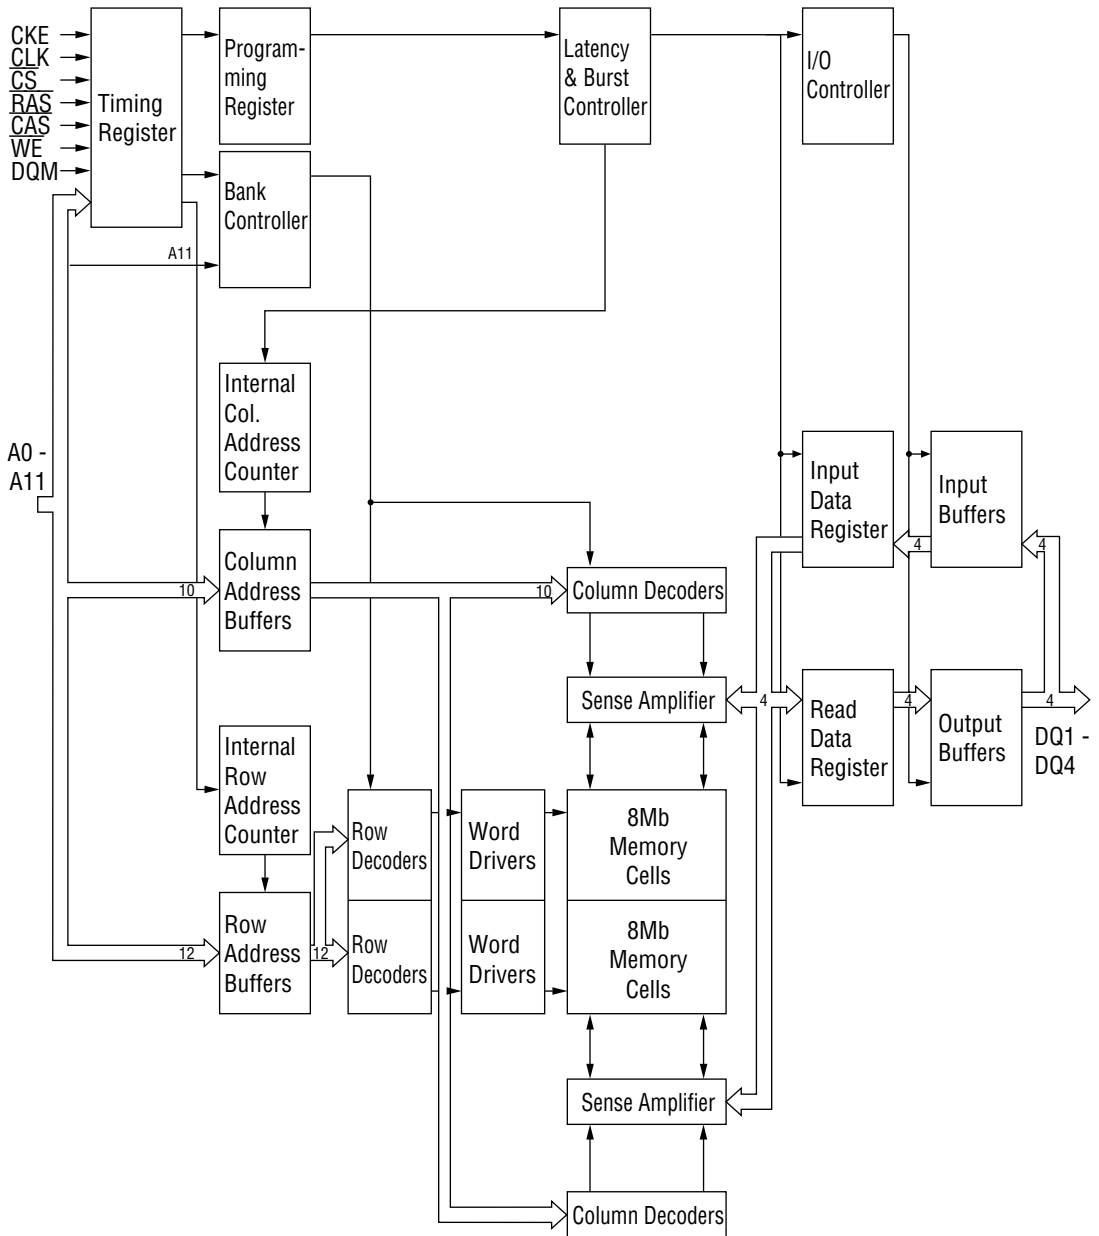 CKE
CLK
CS
RAS
CAS
WE
DQM
Timing
Register
Program-
ming
Register
Latency
& Burst
Controller
I/O
Controller
Bank
Controller
A11
Internal
Col.
Address
Counter
A0 -
A11
Input
Data
Register
4
Input
Buffers
4
10
Column
Address
Buffers
10
Column Decoders
Sense Amplifier
4
Read
Data
Register
4
Output
Buffers
4
DQ1 -
DQ4
Internal
Row
Address
Counter
Row
Decoders
Word
Drivers
8Mb
Memory
Cells
12
Row
Address
Buffers
12
Row
Decoders
Word
Drivers
8Mb
Memory
Cells
Sense Amplifier
Column Decoders